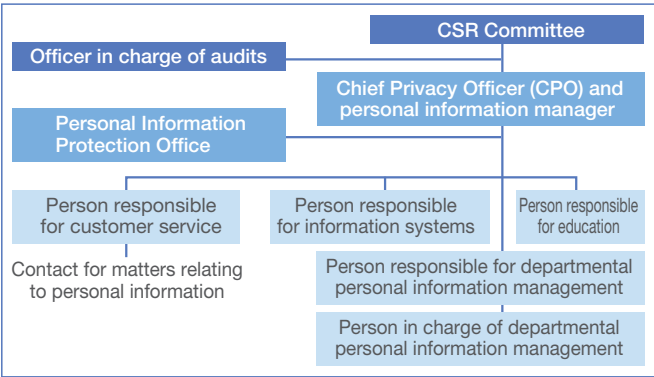 CSR Committee
Officer in charge of audits
Chief Privacy Officer (CPO) and
personal information manager
Personal Information
Protection Office
Person responsible
for customer service
Person responsible
for information systems
Person responsible
for education
Contact for matters relating
to personal information
Person responsible for departmental
personal information management
Person in charge of departmental
personal information management